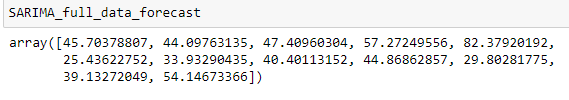 SARIMA_full_data_forecast
array([45.70378807, 44.09763135, 47.40960304, 57.27249556, 82.37920192,
25.43622752, 33.93290435, 40.40113152, 44.86862857, 29.80281775,
39.13272049, 54.14673366])